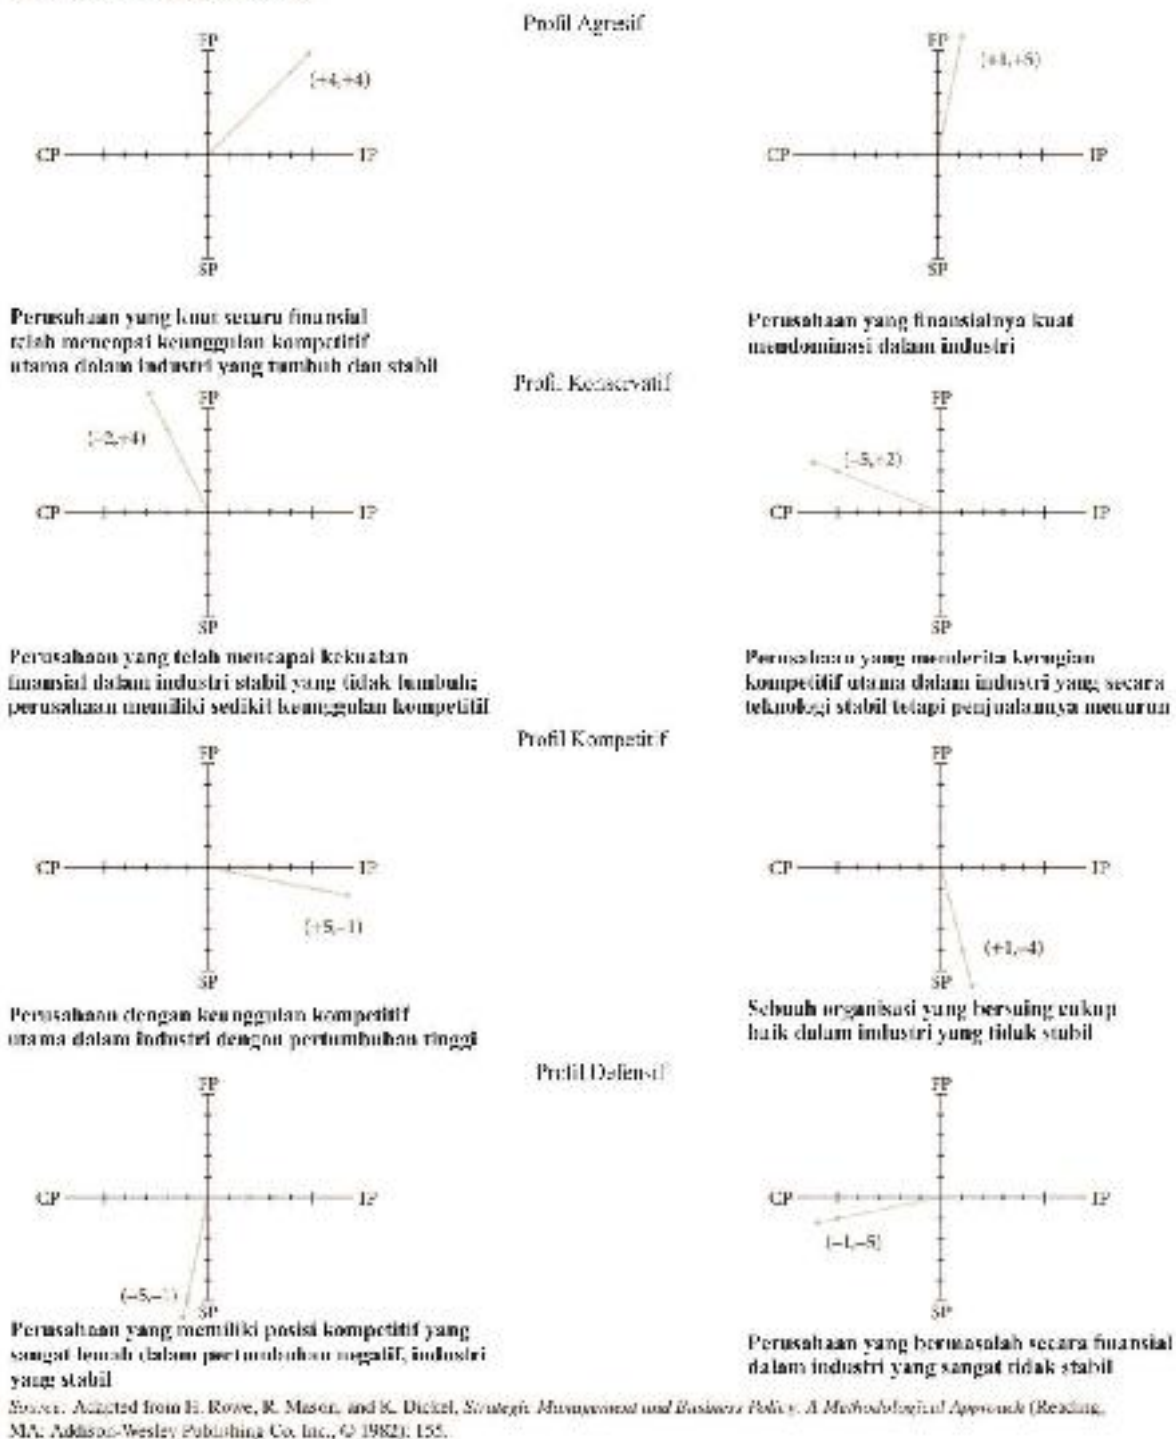 Profil Agresif
FP
FP
(+4,+4)
(+1,+5)
CP
IP
CP
IP
SP
SP
Perusahaan yang kuat secara finansial
telah mencapai keunggulan kompetitif
utama dalam industri yang tumbuh dan stabil
Perusahaan yang finansialnya kuat
mendominasi dalam industri
Profil Konservatif
FP
FP
(–2,+4)
(–5,+2)
CP
IP
CP
IP
SP
SP
Perusahaan yang telah mencapai kekuatan
finansial dalam industri stabil yang tidak tumbuh;
perusahaan memiliki sedikit keunggulan kompetitif
Perusahaan yang menderita kerugian
kompetitif utama dalam industri yang secara
teknologi stabil tetapi penjualannya menurun
Profil Kompetitif
FP
FP
CP
IP
CP
IP
(+5,–1)
(+1,–4)
SP
SP
Perusahaan dengan keunggulan kompetitif
utama dalam industri dengan pertumbuhan tinggi
Sebuah organisasi yang bersaing cukup
baik dalam industri yang tidak stabil
Profil Defensif
FP
FP
CP
IP
CP
IP
(–5,–1)
(–1,–5)
SP
SP
Perusahaan yang memiliki posisi kompetitif yang
sangat lemah dalam pertumbuhan negatif, industri
yang stabil
Perusahaan yang bermasalah secara finansial
dalam industri yang sangat tidak stabil
Source: Adapted from H. Rowe, R. Mason, and K. Dickel, Strategic Management and Business Policy: A Methodological Approach (Reading,
MA: Addison-Wesley Publishing Co. Inc., © 1982): 155.